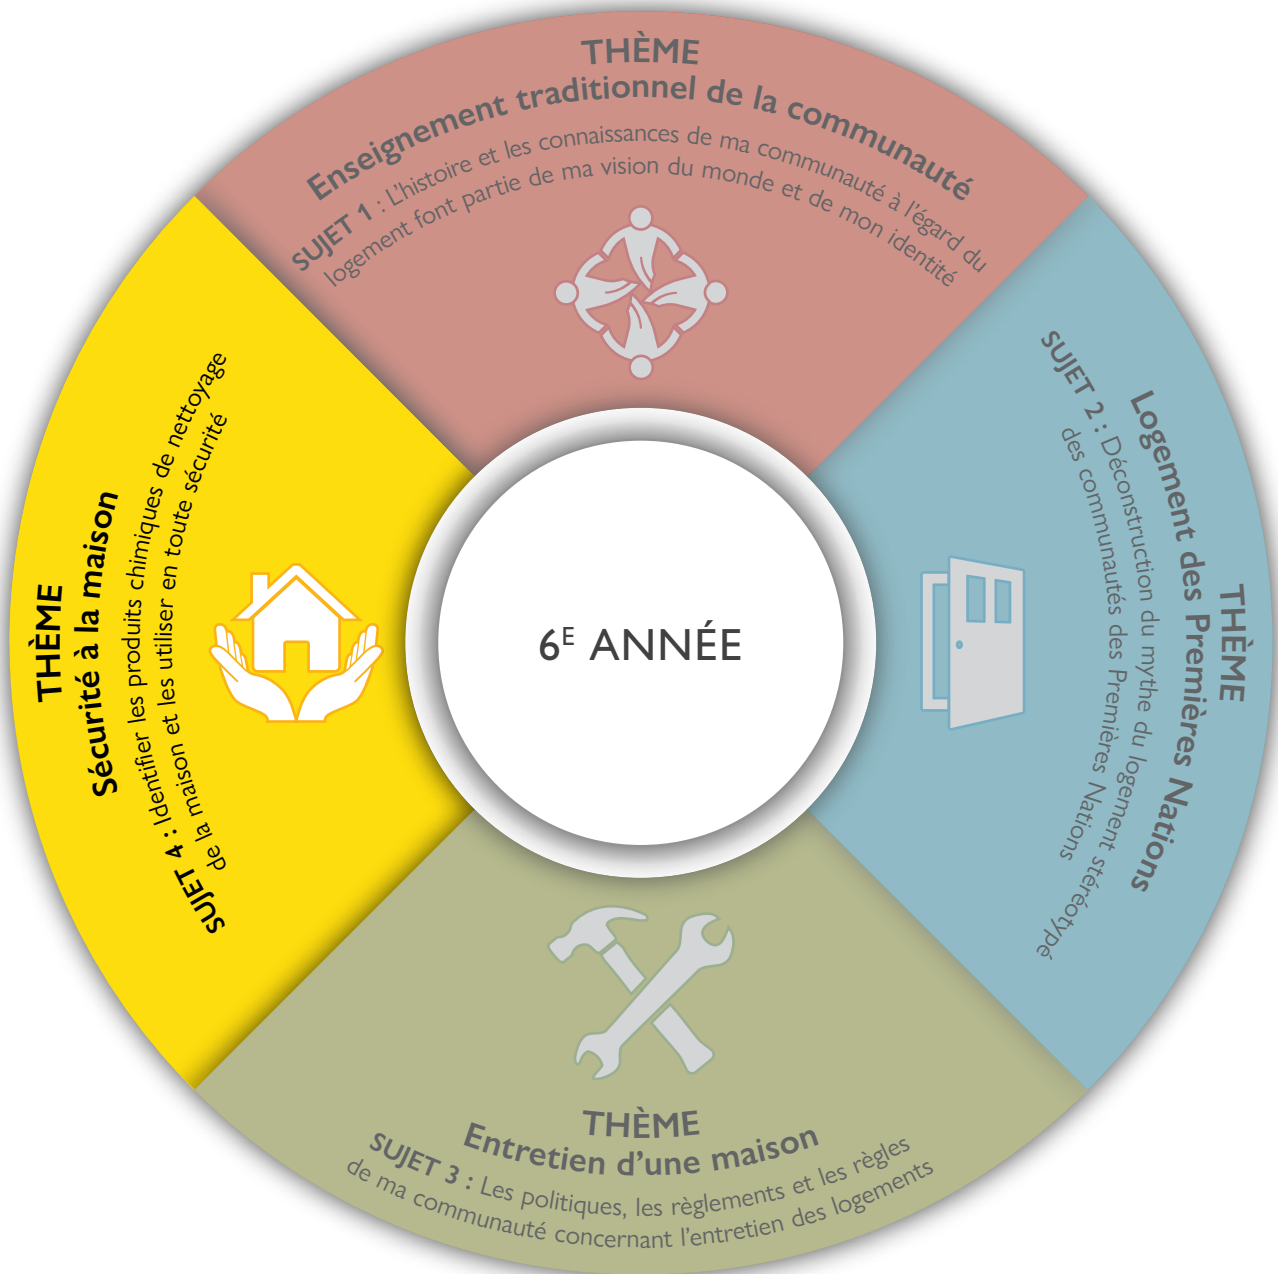 THÈME
Enseignement traditionnel de la communauté
SUJET 1 : L'histoire et les connaissances de ma communauté à l'égard du
logement font partie de ma vision du monde et de mon identité
THÈME
Logement des Premières Nations
SUJET 2 : Déconstruction du mythe du logement stéréotypé
des communautés des Premières Nations
THÈME
Entretien d'une maison
SUJET 3 : Les politiques, les règlements et les règles
de ma communauté concernant l'entretien des logements
THÈME
Sécurité à la maison
SUJET 4 : Identifier les produits chimiques de nettoyage
de la maison et les utiliser en toute sécurité
6E ANNÉE